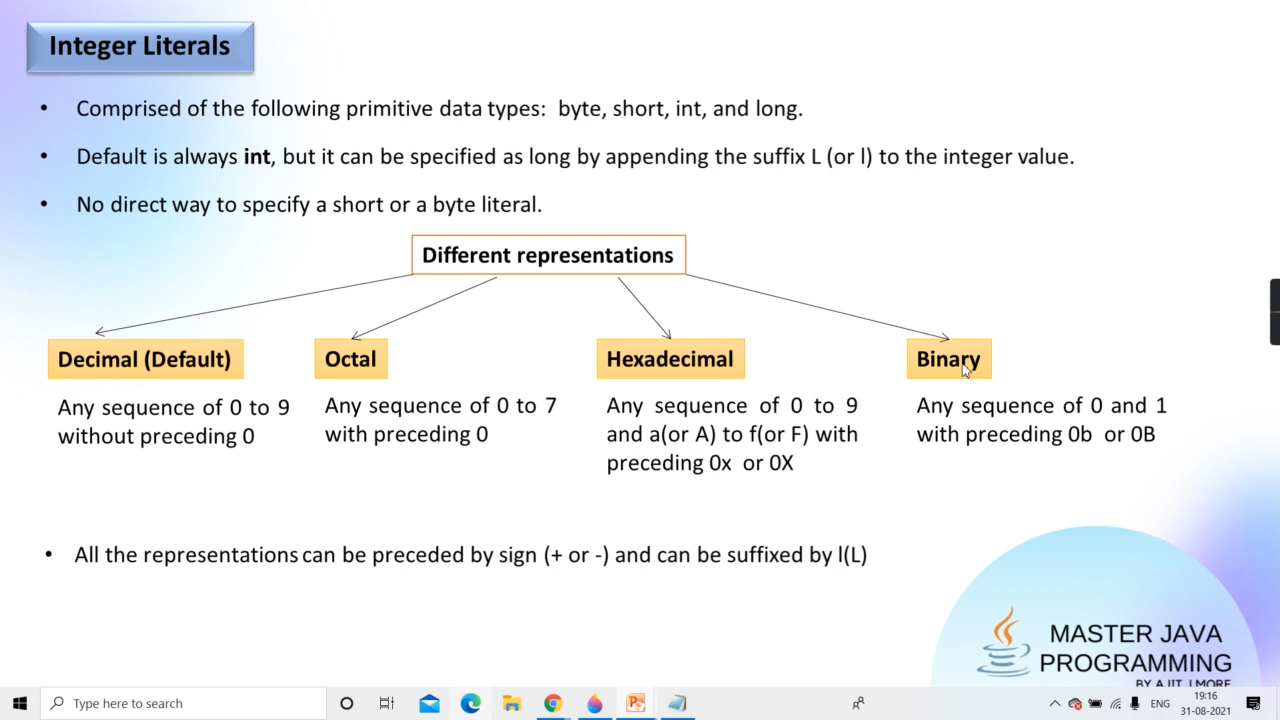 Integer Literals
• Comprised of the following primitive data types: byte, short, int, and long.
• Default is always int, but it can be specified as long by appending the suffix L (or l) to the integer value.
• No direct way to specify a short or a byte literal.
Different representations
Decimal (Default)
Any sequence of 0 to 9
without preceding 0
Octal
Any sequence of 0 to 7
with preceding 0
Hexadecimal
Any sequence of 0 to 9
and a(or A) to f(or F) with
preceding 0x or 0X
Binary
Any sequence of 0 and 1
with preceding 0b or 0B
• All the representations can be preceded by sign (+ or -) and can be suffixed by l(L)
MASTER JAVA
PROGRAMMING
BY AJIT J MORE
Type here to search
ENG
19:16
31-08-2021